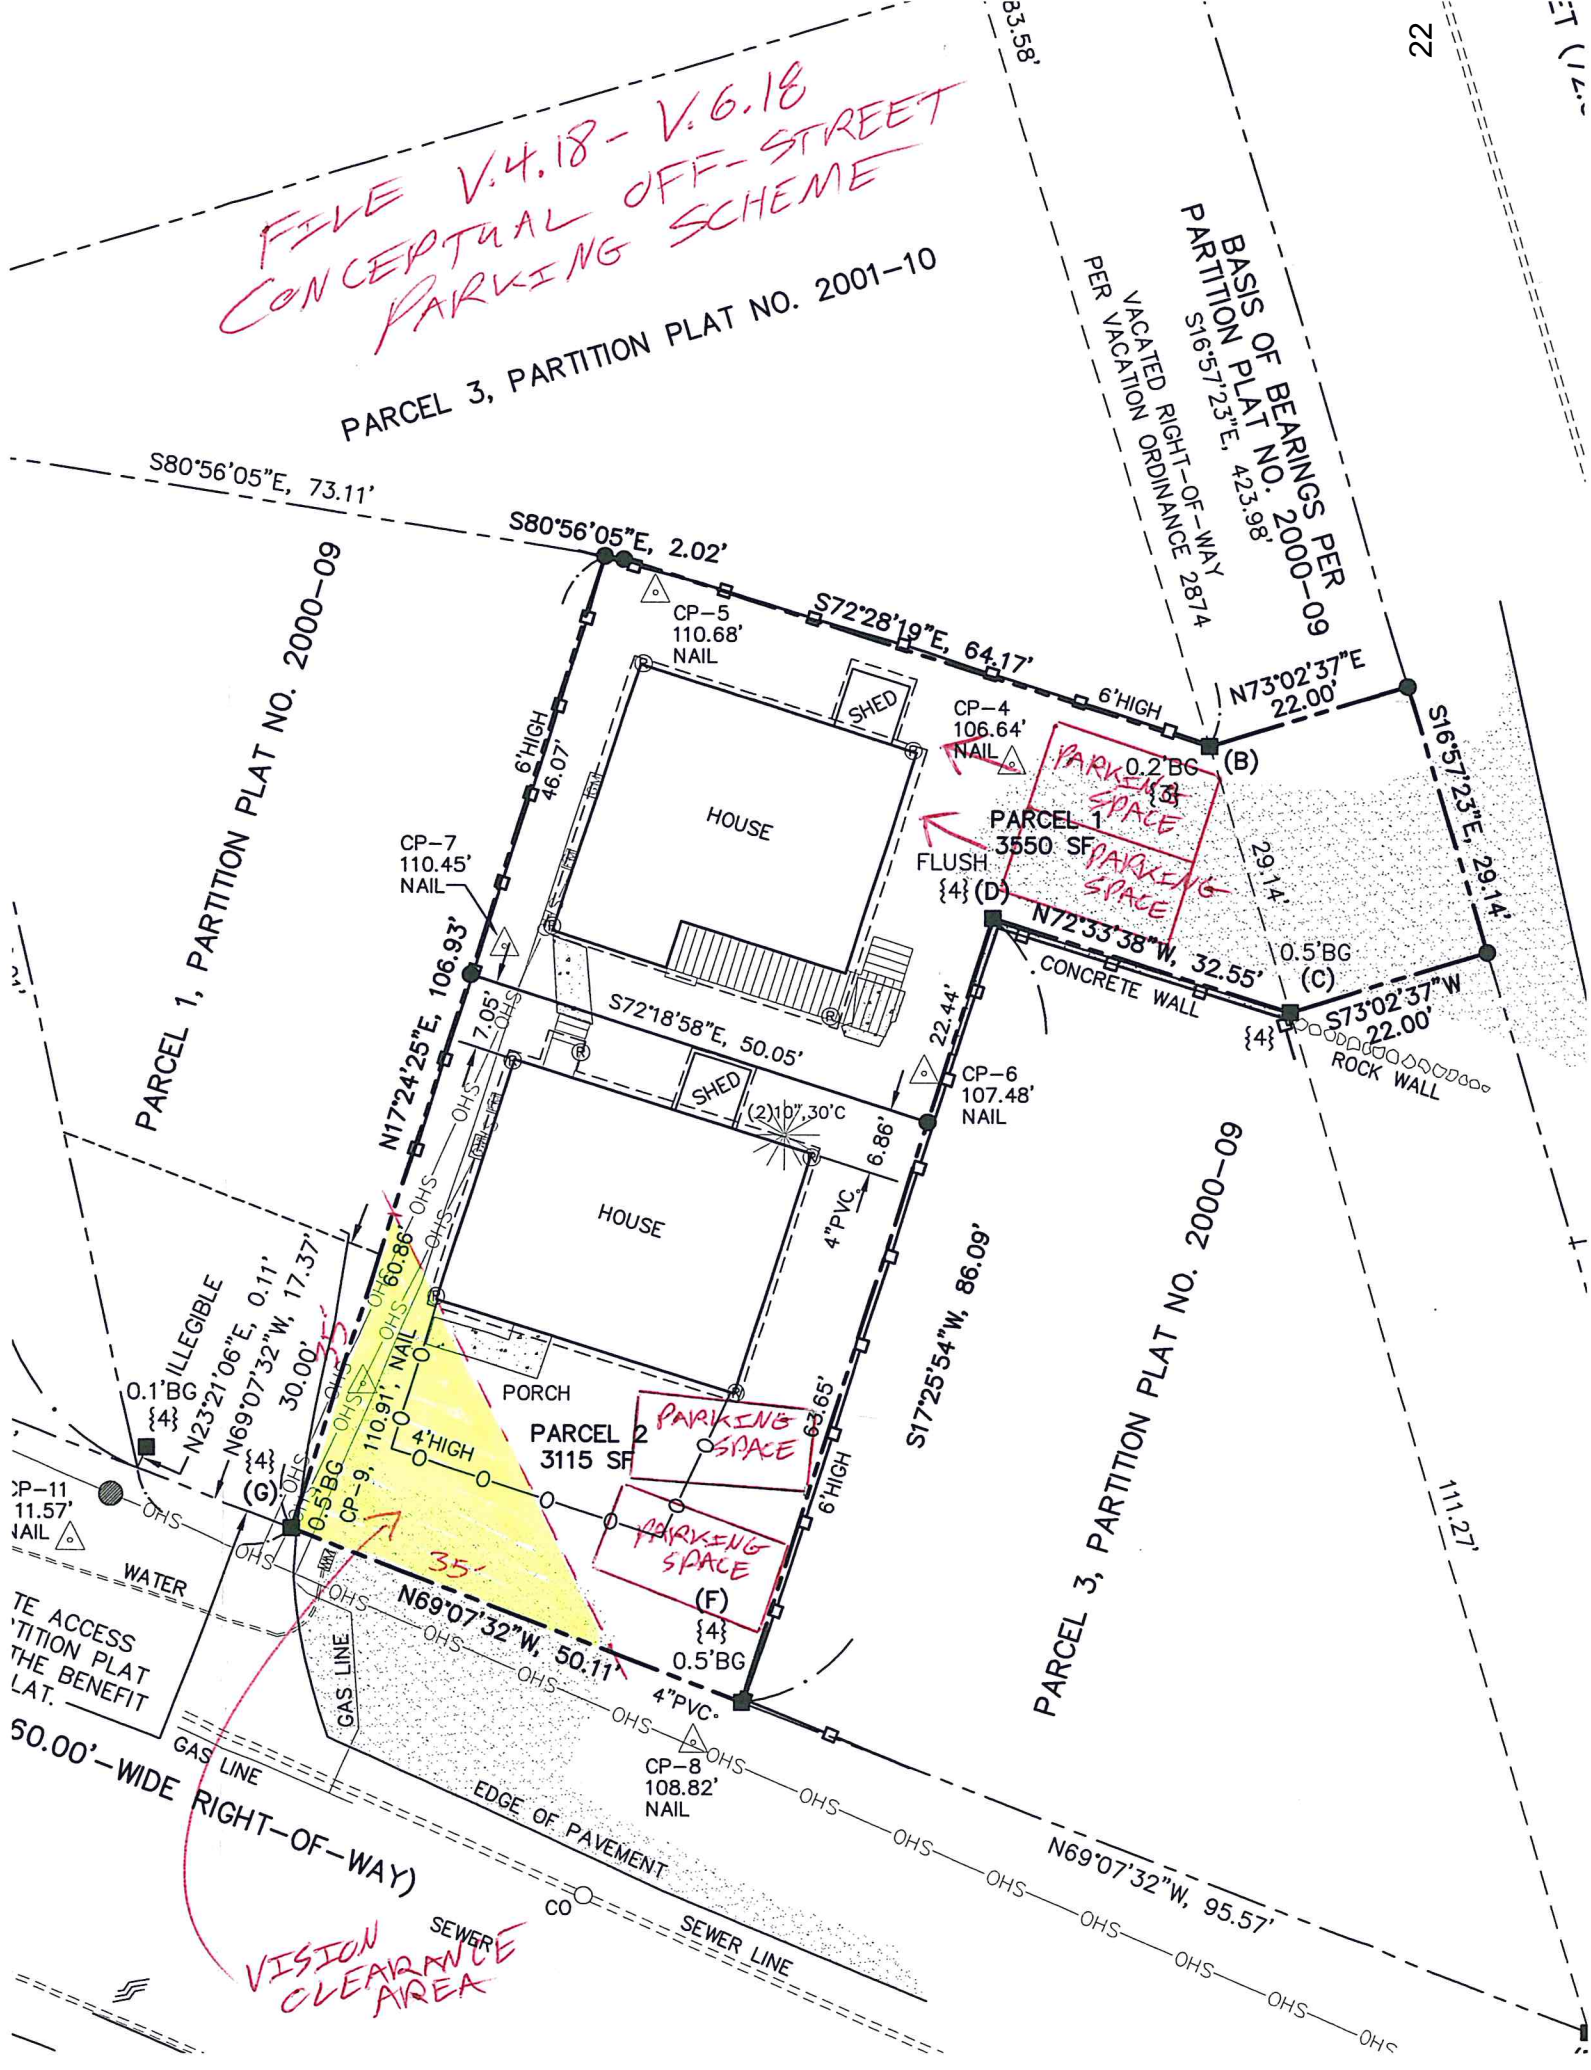 22
83.58'
FILE V.4.18 - V.6.18
CONCEPTUAL OFF-STREET
PARKING SCHEME
PARCEL 3, PARTITION PLAT NO. 2001-10
BASIS OF BEARINGS PER
PARTITION PLAT NO. 2000-09
S16°57'23"E, 423.98'
VACATED RIGHT-OF-WAY
PER VACATION ORDINANCE 2874
S80°56'05"E, 73.11'
S80°56'05"E, 2.02'
CP-5
110.68'
NAIL
S72°28'19"E, 64.17'
6'HIGH
N73°02'37"E
22.00'
PARCEL 1, PARTITION PLAT NO. 2000-09
6'HIGH
46.07'
SHED
CP-4
106.64'
NAIL
0.2'BG
{3}
(B)
S16°57'23"E, 29.14'
PARKING
SPACE
HOUSE
PARCEL 1
3550 SF
PARKING
SPACE
29.14'
FLUSH
{4} (D)
CP-7
110.45'
NAIL
GM
EM
N72°33'38"W, 32.55'
CONCRETE WALL
0.5'BG
(C)
S73°02'37"W
22.00'
{4}
ROCK WALL
N17°24'25"E, 106.93'
7.05'
S72°18'58"E, 50.05'
22.44'
CP-6
107.48'
NAIL
SHED
(2)10",30'C
6.86'
4"PVC
HOUSE
S17°25'54"W, 86.09'
PARCEL 3, PARTITION PLAT NO. 2000-09
60.86'
ILLEGIBLE
N23°21'06"E, 0.11'
N69°07'32"W, 17.37'
30.00'
35'
0.1'BG
{4}
{4}
(G)
0.5'BG
CP-9, 110.91', NAIL
4'HIGH
PORCH
PARCEL 2
3115 SF
PARKING
SPACE
63.65'
6'HIGH
PARKING
SPACE
(F)
{4}
0.5'BG
35'
N69°07'32"W, 50.11'
CP-11
11.57'
NAIL
OHS
WATER
WM
TE ACCESS
TITION PLAT
THE BENEFIT
LAT.
GAS LINE
GAS LINE
60.00'-WIDE RIGHT-OF-WAY)
4"PVC
CP-8
108.82'
NAIL
EDGE OF PAVEMENT
CO
SEWER
SEWER LINE
VISION
CLEARANCE
AREA
N69°07'32"W, 95.57'
111.27'
OHS